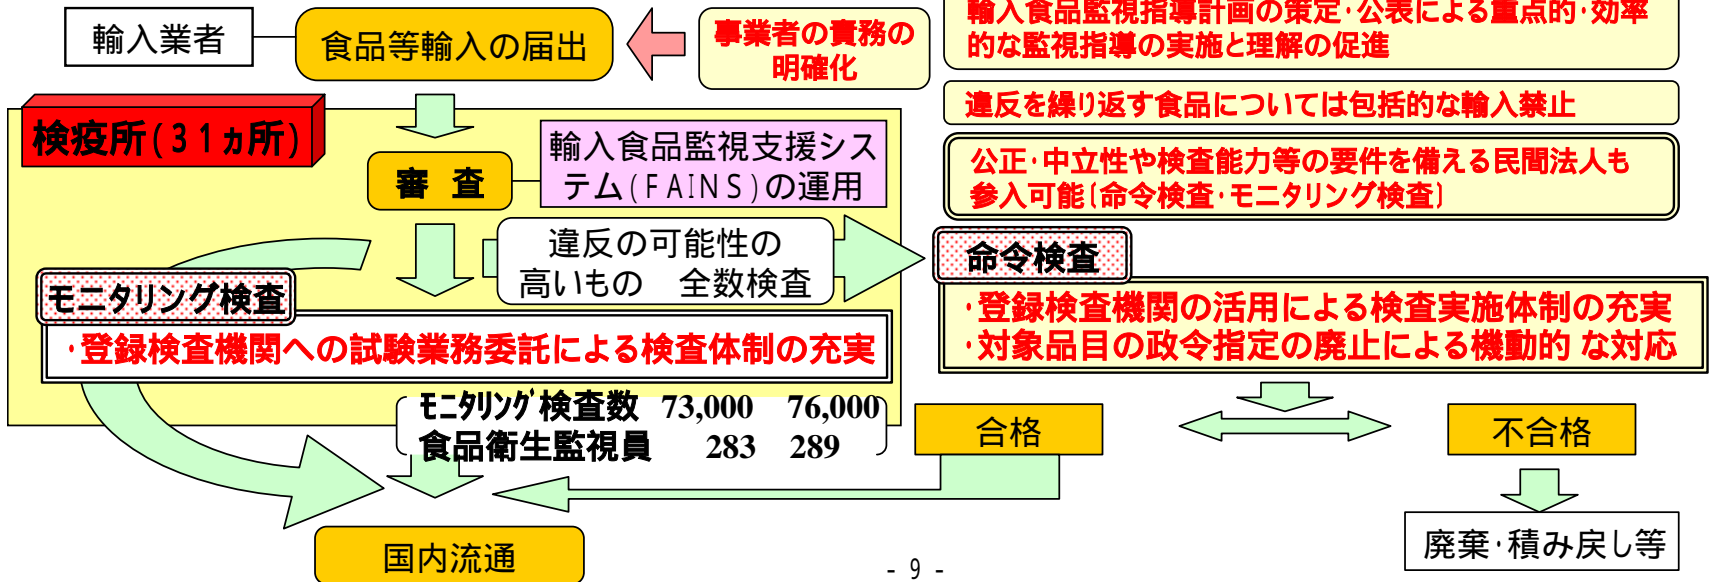 輸入業者
食品等輸入の届出
事業者の責務の
明確化
輸入食品監視指導計画の策定・公表による重点的・効率
的な監視指導の実施と理解の促進
違反を繰り返す食品については包括的な輸入禁止
公正・中立性や検査能力等の要件を備える民間法人も
参入可能(命令検査・モニタリング検査)
検疫所(31ヵ所)
審 査
輸入食品監視支援シス
テム(FAINS)の運用
違反の可能性の
高いもの 全数検査
モニタリング検査
・登録検査機関への試験業務委託による検査体制の充実
命令検査
・登録検査機関の活用による検査実施体制の充実
・対象品目の政令指定の廃止による機動的 な対応
モニタリング検査数 73,000 76,000
食品衛生監視員 283 289
合格
不合格
国内流通
廃棄・積み戻し等
- 9 -